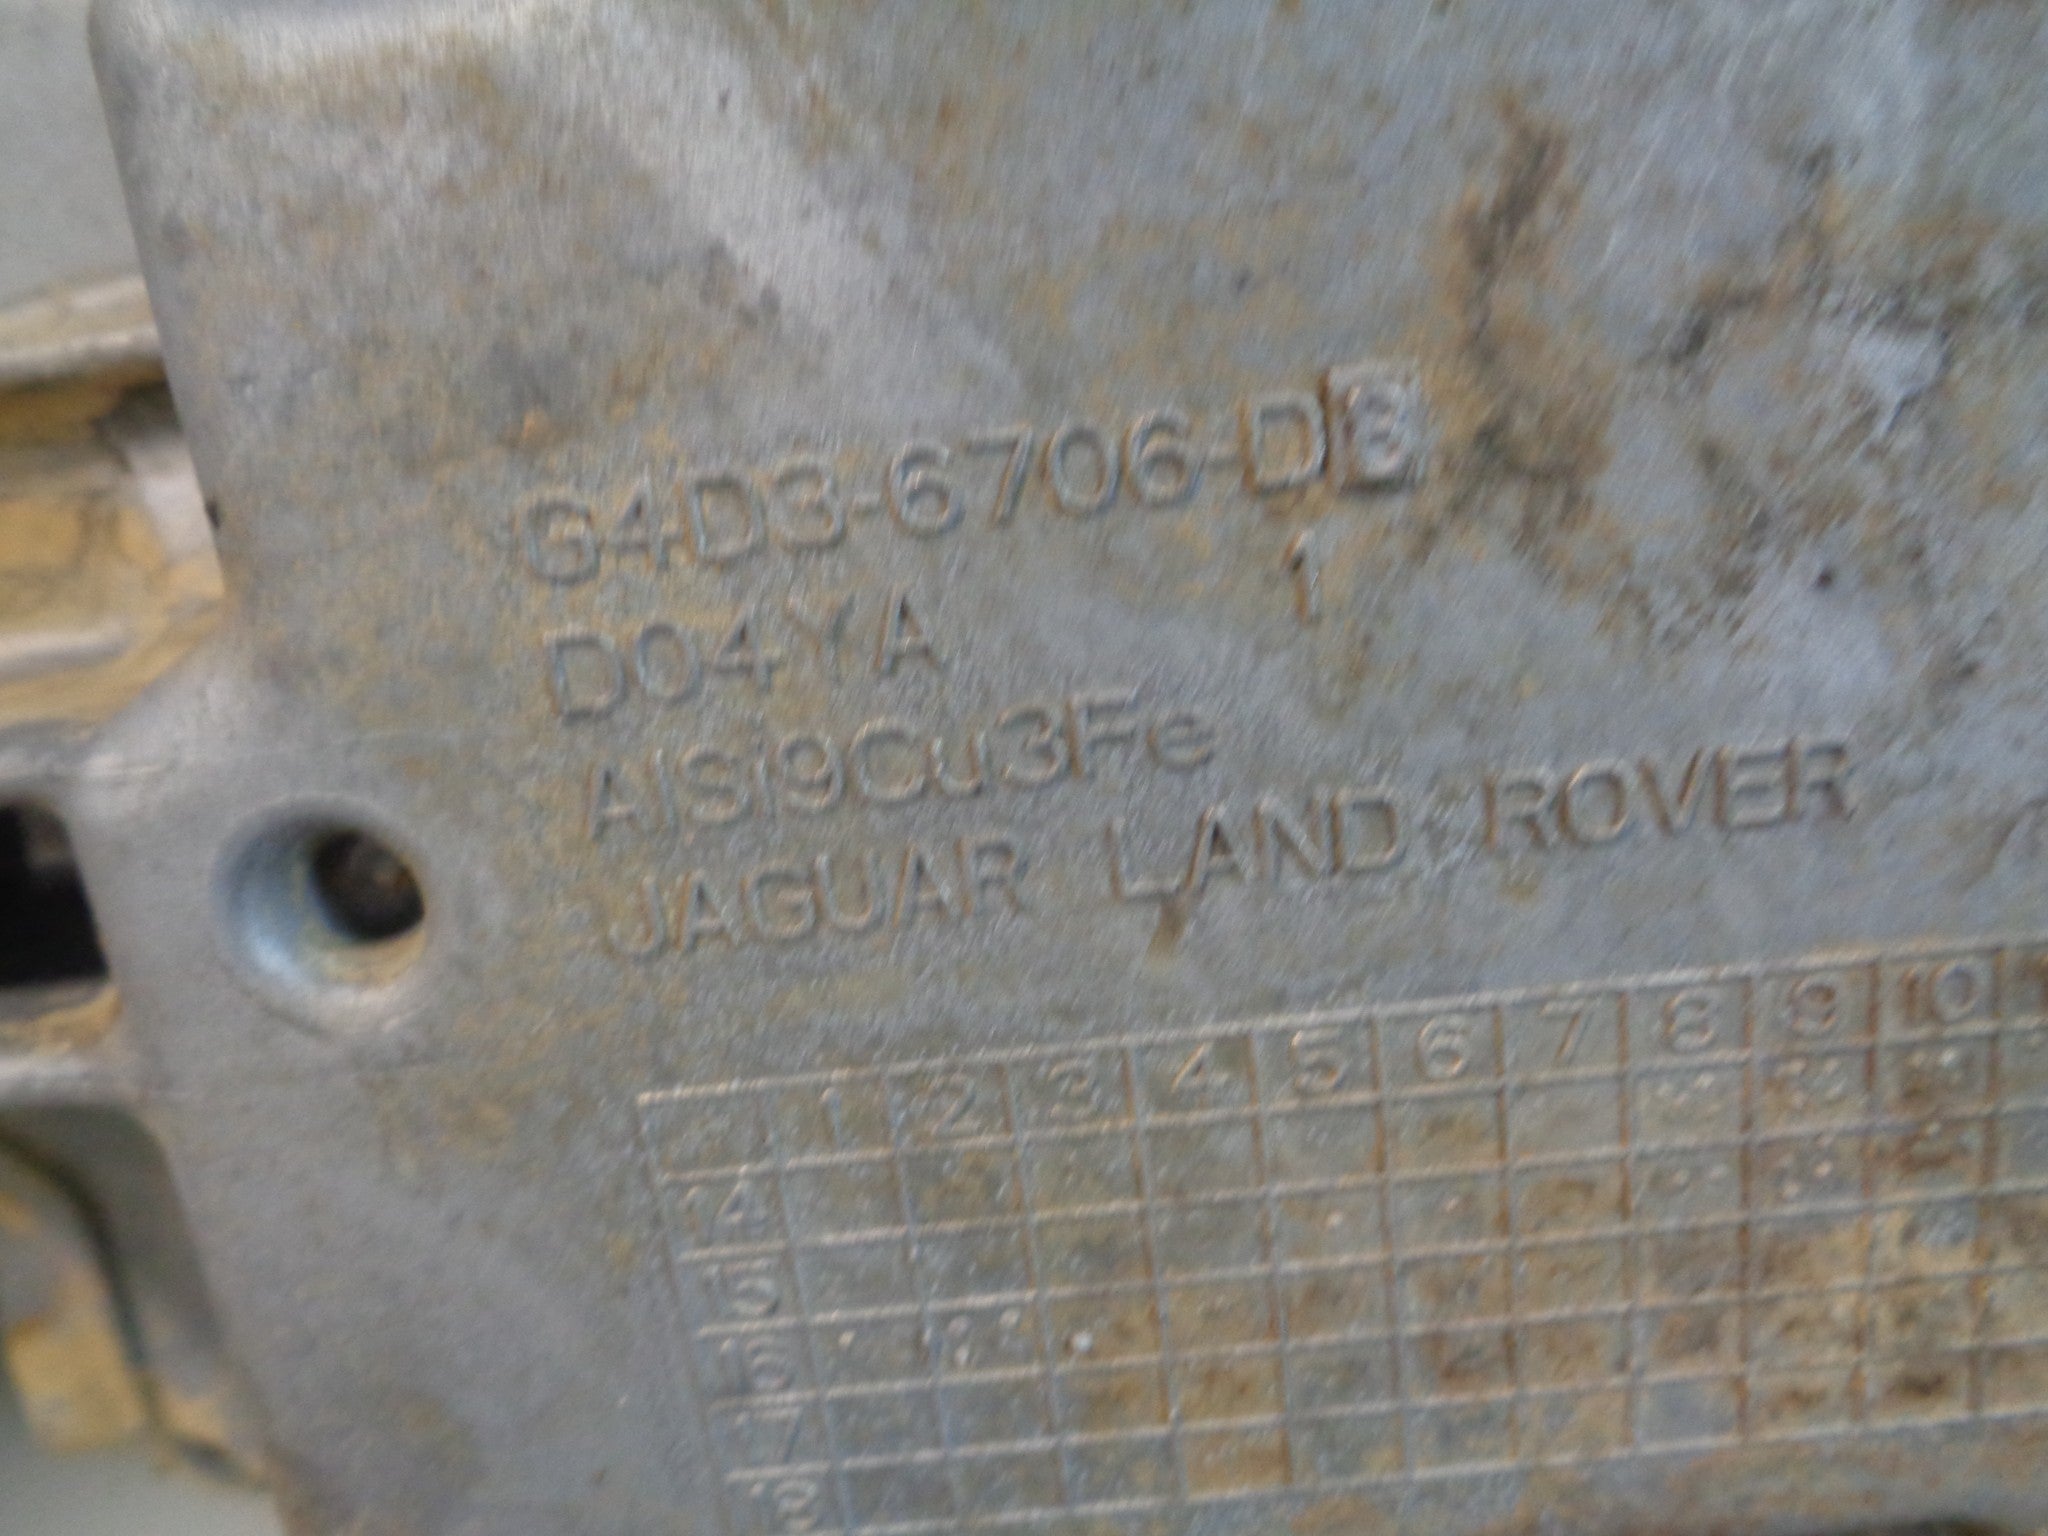 G4D3-6706-DB
D04YA 1
AlSi9Cu3Fe
JAGUAR LAND ROVER
1 2 3 4 5 6 7 8 9 10
14
15
16
17
18